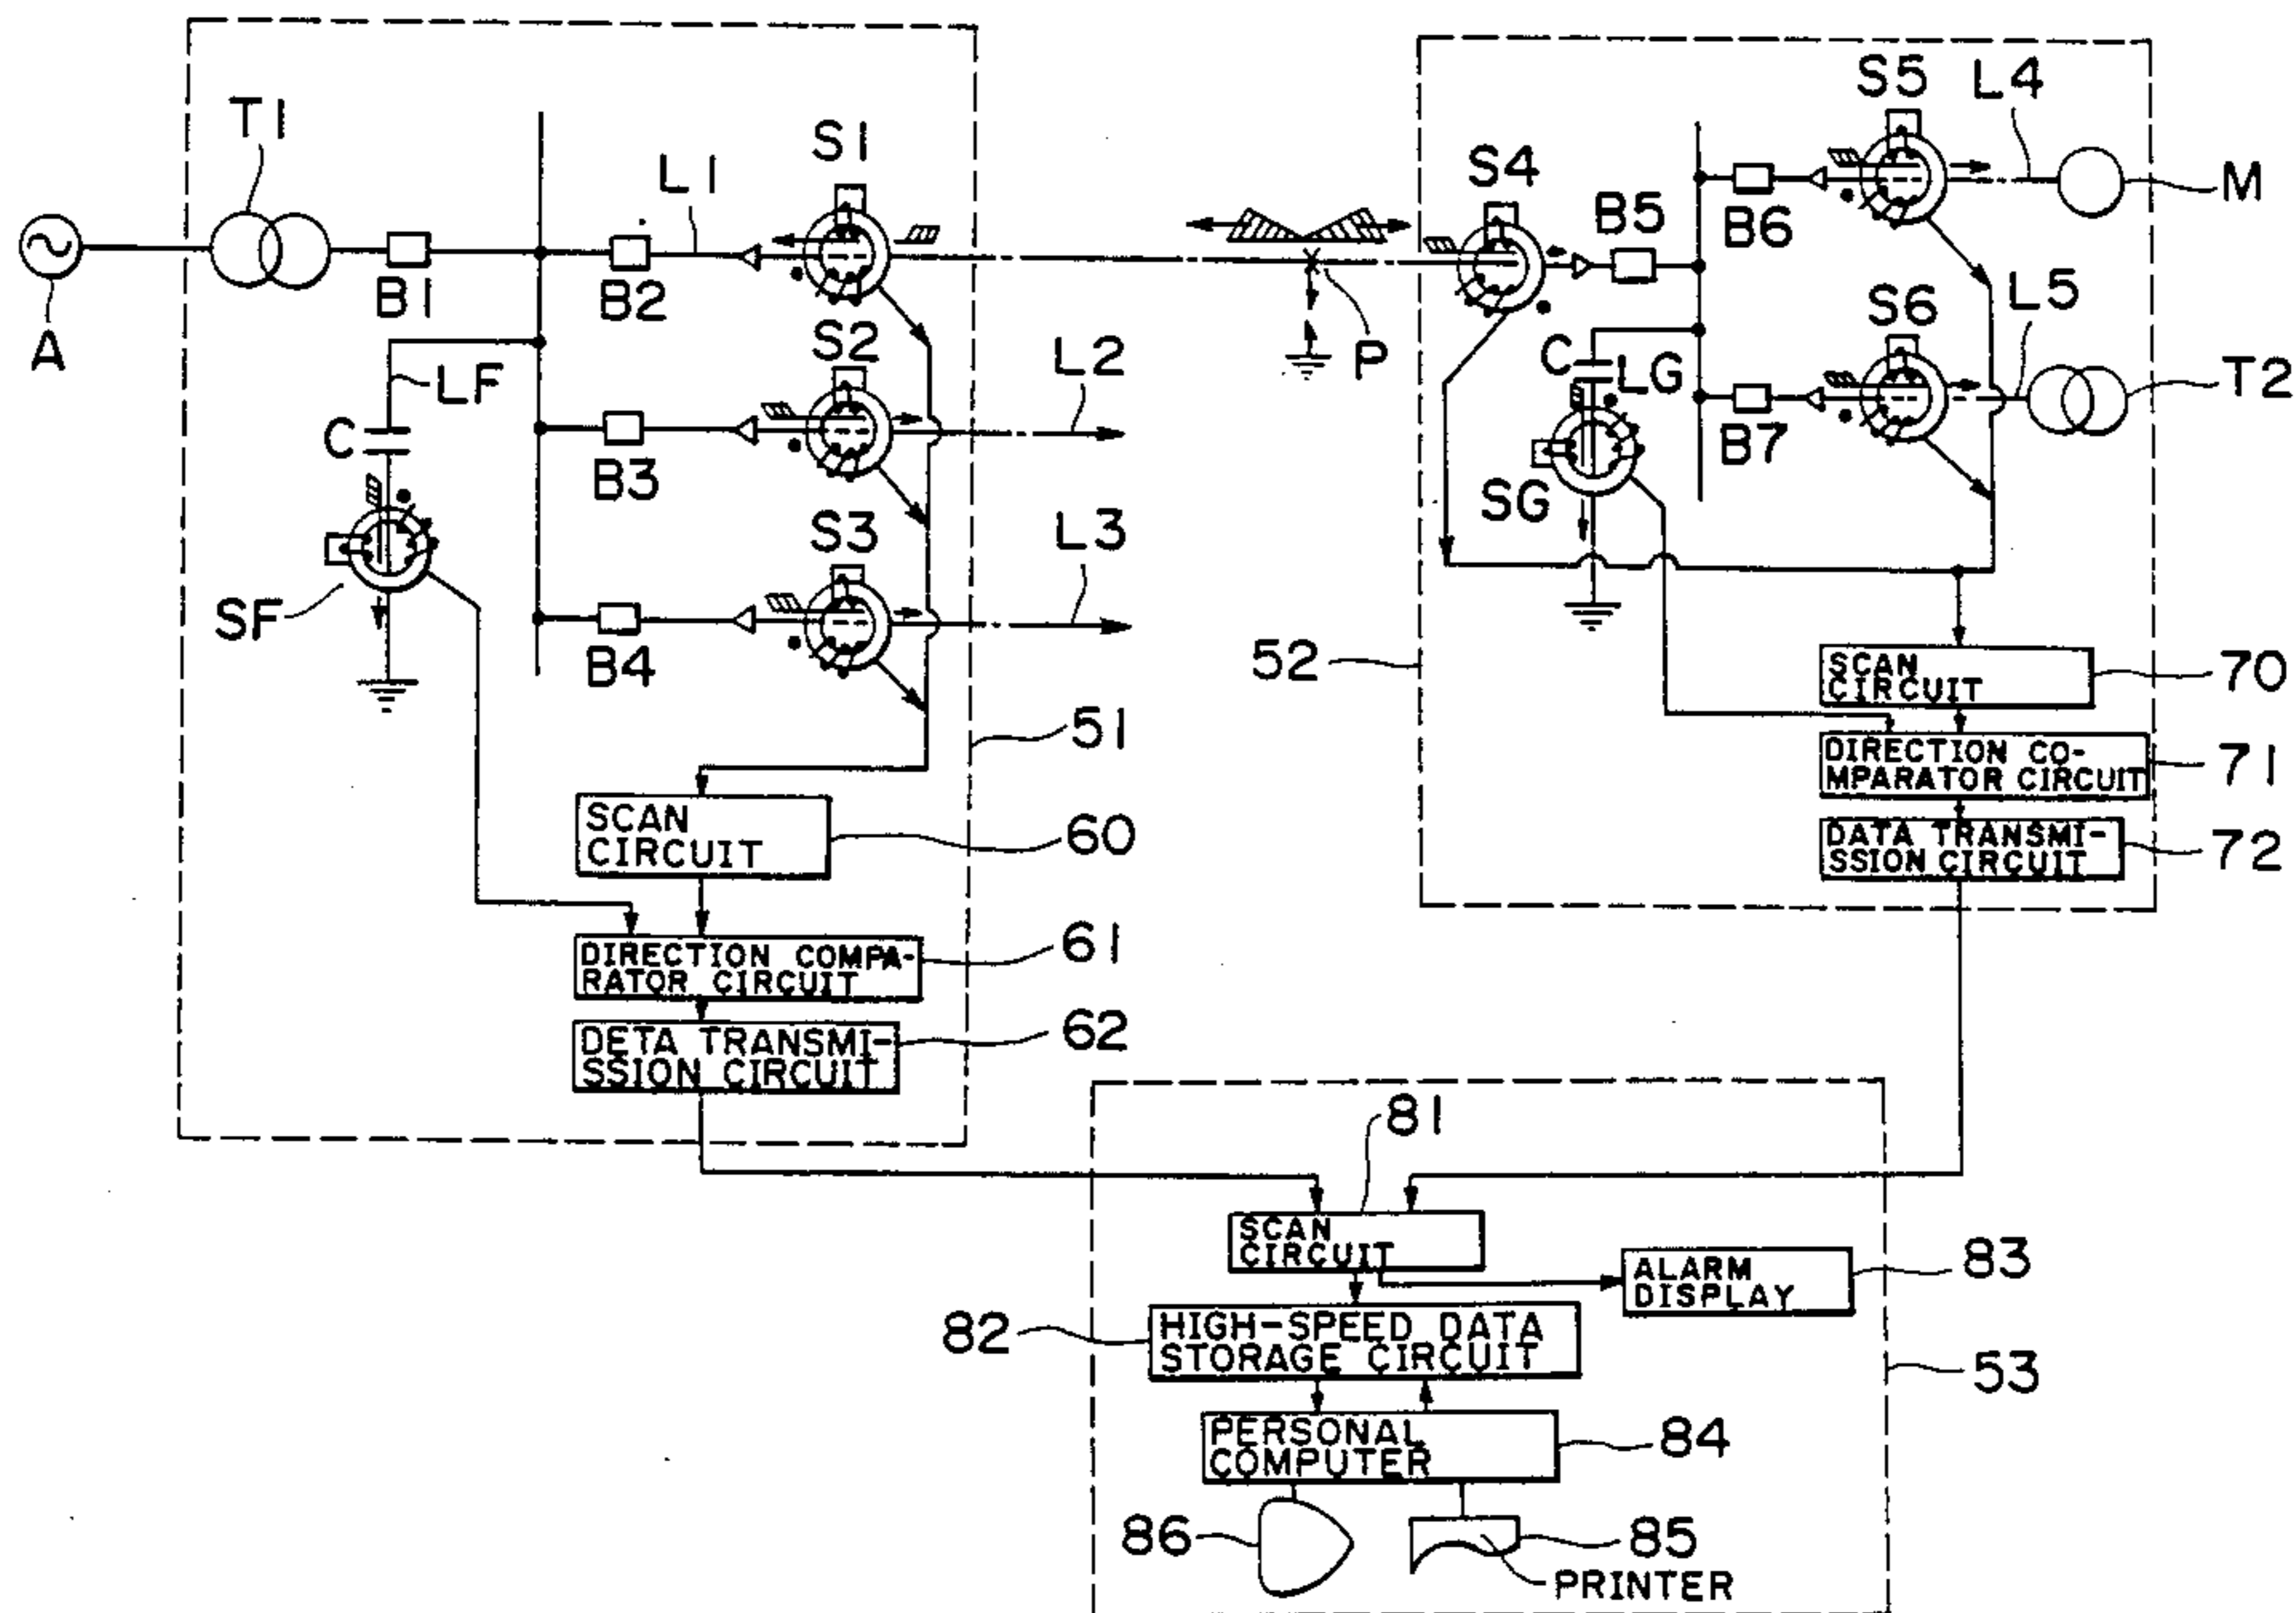 T1
A
B1
L1
B2
S1
LF
C
SF
B3
S2
L2
B4
S3
L3
51
SCAN
CIRCUIT
60
DIRECTION COMPA-
RATOR CIRCUIT
61
DETA TRANSMI-
SSION CIRCUIT
62
P
S4
B5
S5
L4
M
B6
S6
L5
T2
B7
C
LG
SG
52
SCAN
CIRCUIT
70
DIRECTION CO-
MPARATOR CIRCUIT
71
DATA TRANSMI-
SSION CIRCUIT
72
81
SCAN
CIRCUIT
ALARM
DISPLAY
83
82
HIGH-SPEED DATA
STORAGE CIRCUIT
53
PERSONAL
COMPUTER
84
86
85
PRINTER